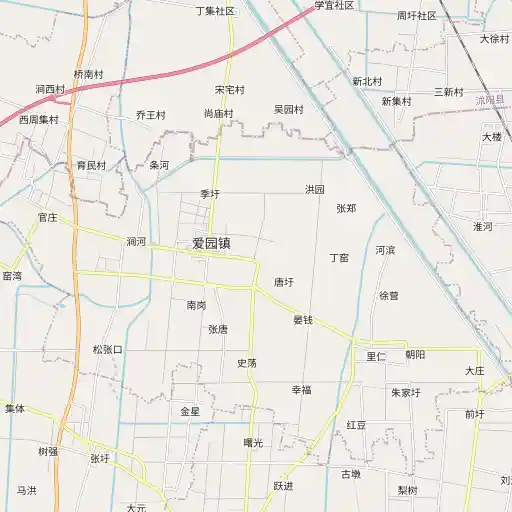 丁集社区
学宜社区
周圩社区
大徐村
桥南村
涧西村
宋宅村
新北村
三新村
新集村
沭阳县
西周集村
乔王村
尚庙村
吴园村
大楼
育民村
条河
季圩
洪园
张郑
官庄
淮河
涧河
爱园镇
河滨
丁窑
窑湾
唐圩
徐营
南岗
张唐
晏钱
松张口
史荡
里仁
朝阳
大庄
幸福
朱家圩
集体
金星
前圩
红豆
曙光
树强
张圩
古墩
跃进
马洪
梨树
大元